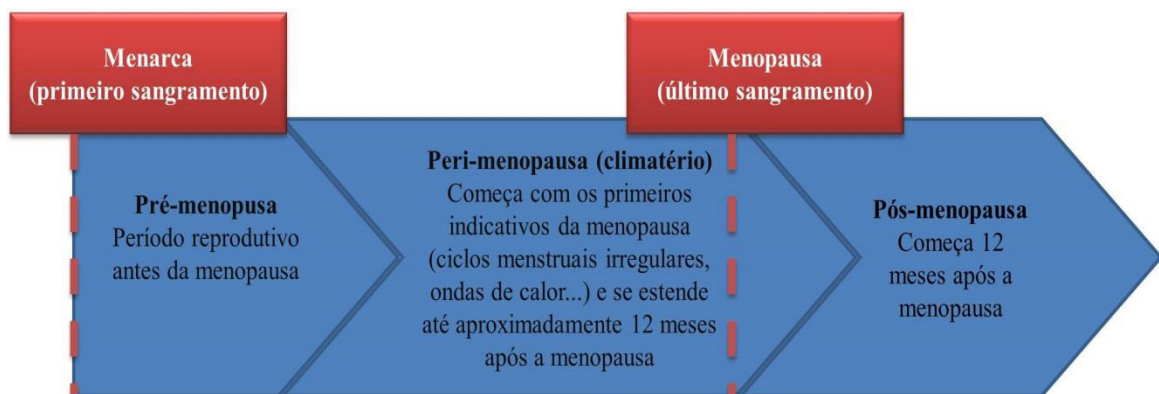 Menarca
(primeiro sangramento)
Menopausa
(último sangramento)
Pré-menopusa
Período reprodutivo
antes da menopausa
Peri-menopausa (climatério)
Começa com os primeiros
indicativos da menopausa
(ciclos menstruais irregulares,
ondas de calor...) e se estende
até aproximadamente 12 meses
após a menopausa
Pós-menopausa
Começa 12
meses após a
menopausa